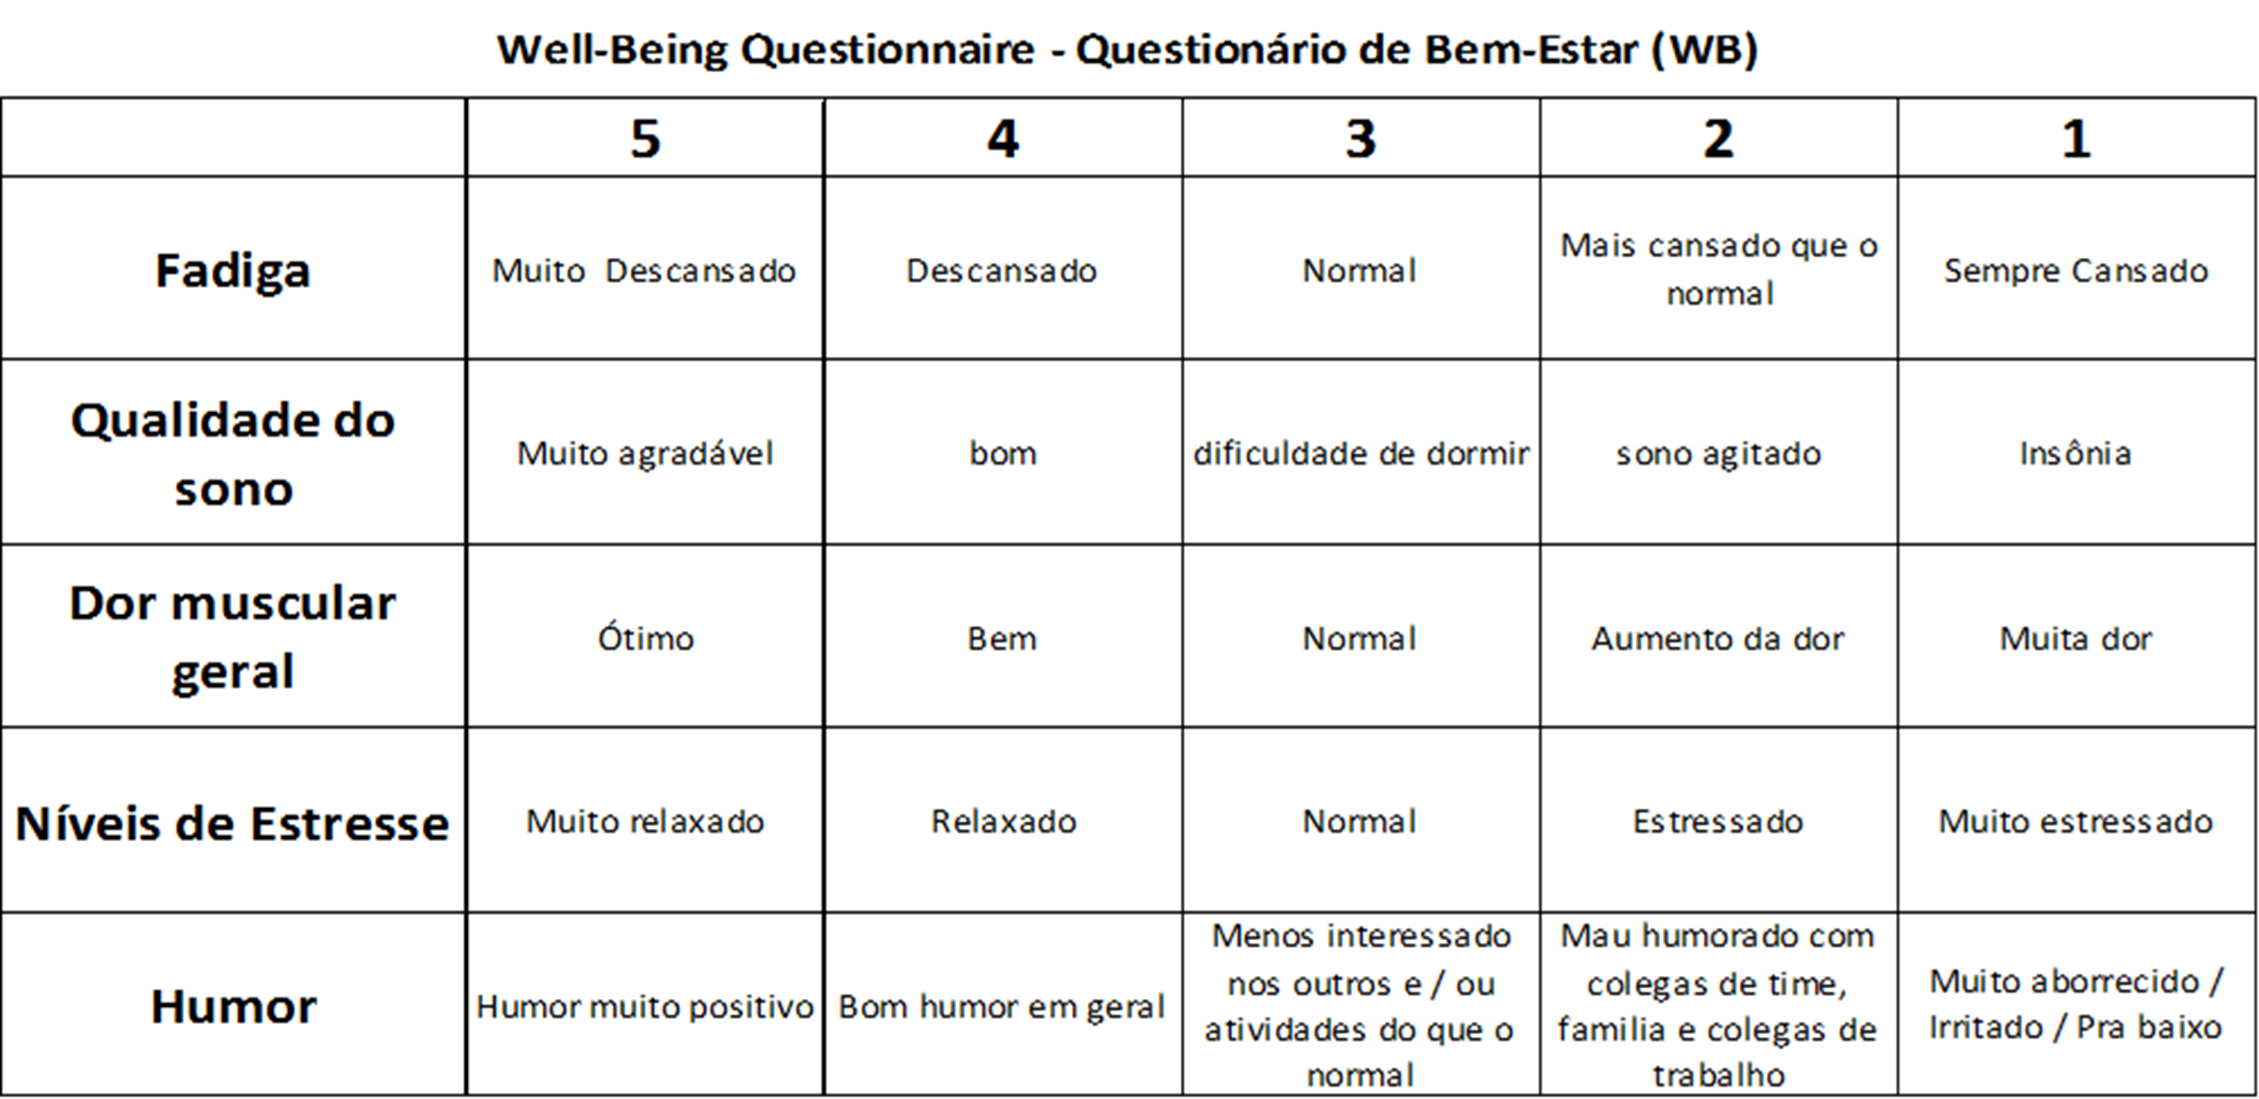 Well-Being Questionnaire - Questionário de Bem-Estar (WB)
5 4 3 2 1
Fadiga
Muito Descansado
Descansado
Normal
Mais cansado que o
normal
Sempre Cansado
Qualidade do
sono
Muito agradável
bom
dificuldade de dormir
sono agitado
Insônia
Dor muscular
geral
Ótimo
Bem
Normal
Aumento da dor
Muita dor
Níveis de Estresse
Muito relaxado
Relaxado
Normal
Estressado
Muito estressado
Humor
Humor muito positivo
Bom humor em geral
Menos interessado
nos outros e / ou
atividades do que o
normal
Mau humorado com
colegas de time,
familia e colegas de
trabalho
Muito aborrecido /
Irritado / Pra baixo